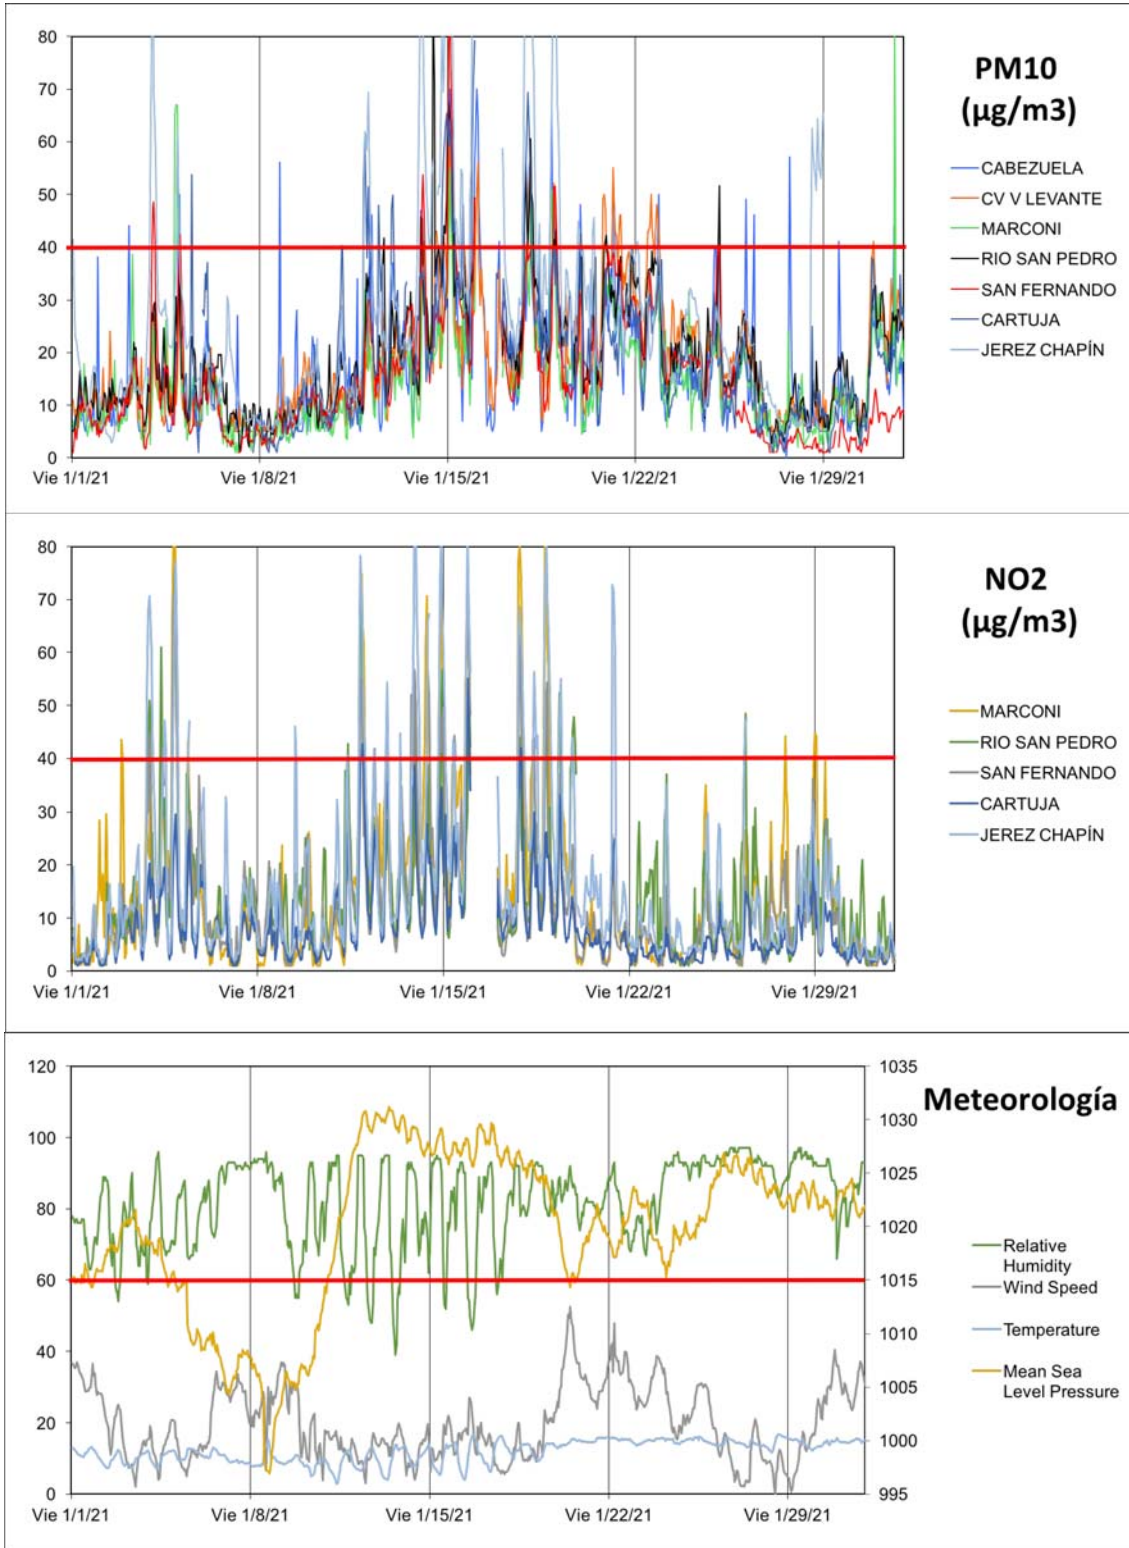 PM10
(µg/m3)
80
70
60
50
40
30
20
10
0
Vie 1/1/21
Vie 1/8/21
Vie 1/15/21
Vie 1/22/21
Vie 1/29/21
CABEZUELA
CV V LEVANTE
MARCONI
RIO SAN PEDRO
SAN FERNANDO
CARTUJA
JEREZ CHAPÍN
NO2
(µg/m3)
80
70
60
50
40
30
20
10
0
Vie 1/1/21
Vie 1/8/21
Vie 1/15/21
Vie 1/22/21
Vie 1/29/21
MARCONI
RIO SAN PEDRO
SAN FERNANDO
CARTUJA
JEREZ CHAPÍN
Meteorología
120
100
80
60
40
20
0
1035
1030
1025
1020
1015
1010
1005
1000
995
Vie 1/1/21
Vie 1/8/21
Vie 1/15/21
Vie 1/22/21
Vie 1/29/21
Relative
Humidity
Wind Speed
Temperature
Mean Sea
Level Pressure